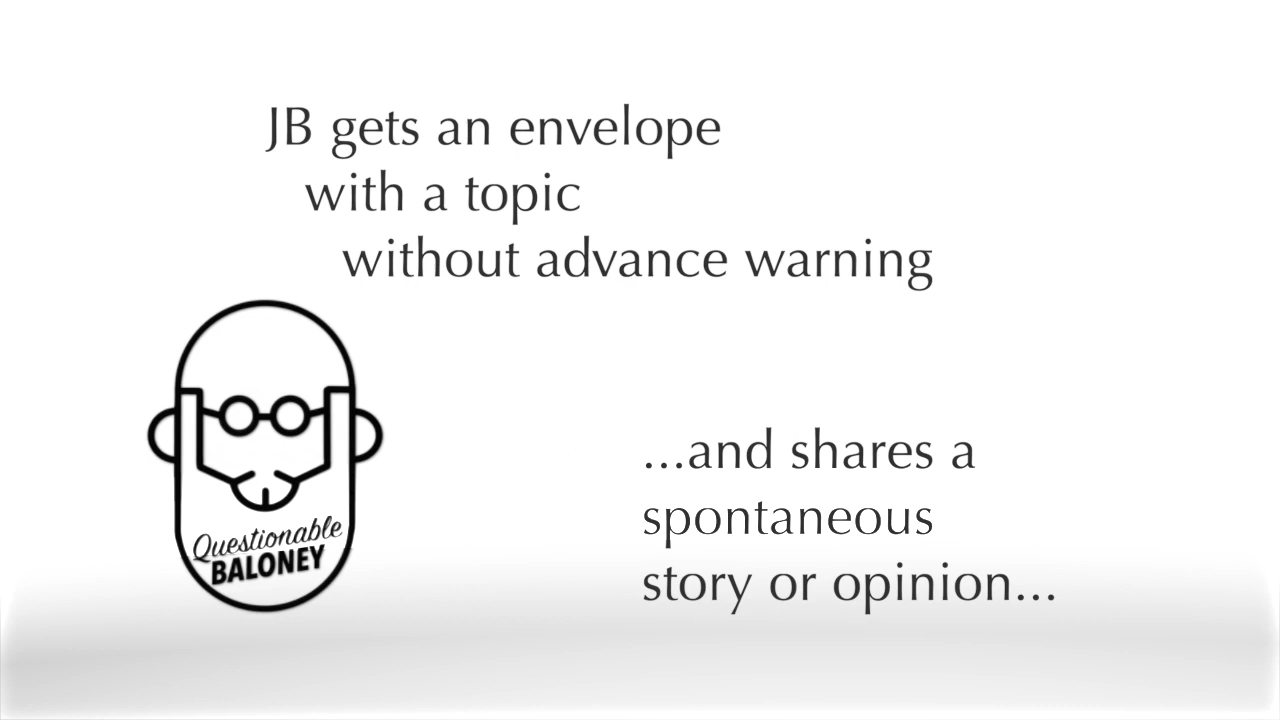 JB gets an envelope
with a topic
without advance warning
...and shares a
spontaneous
story or opinion...
Questionable
BALONEY